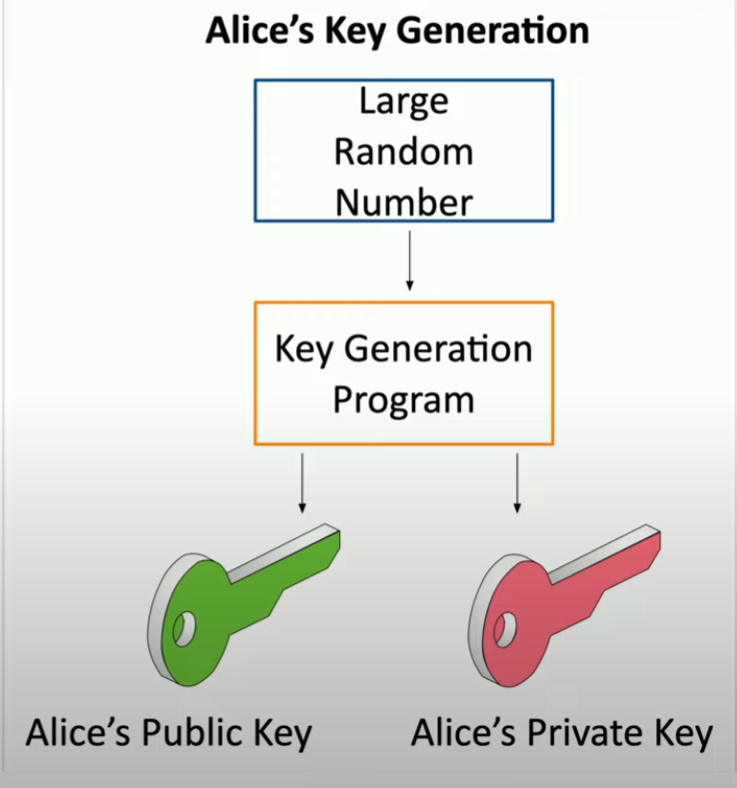 Alice's Key Generation
Large
Random
Number
Key Generation
Program
Alice's Public Key
Alice's Private Key